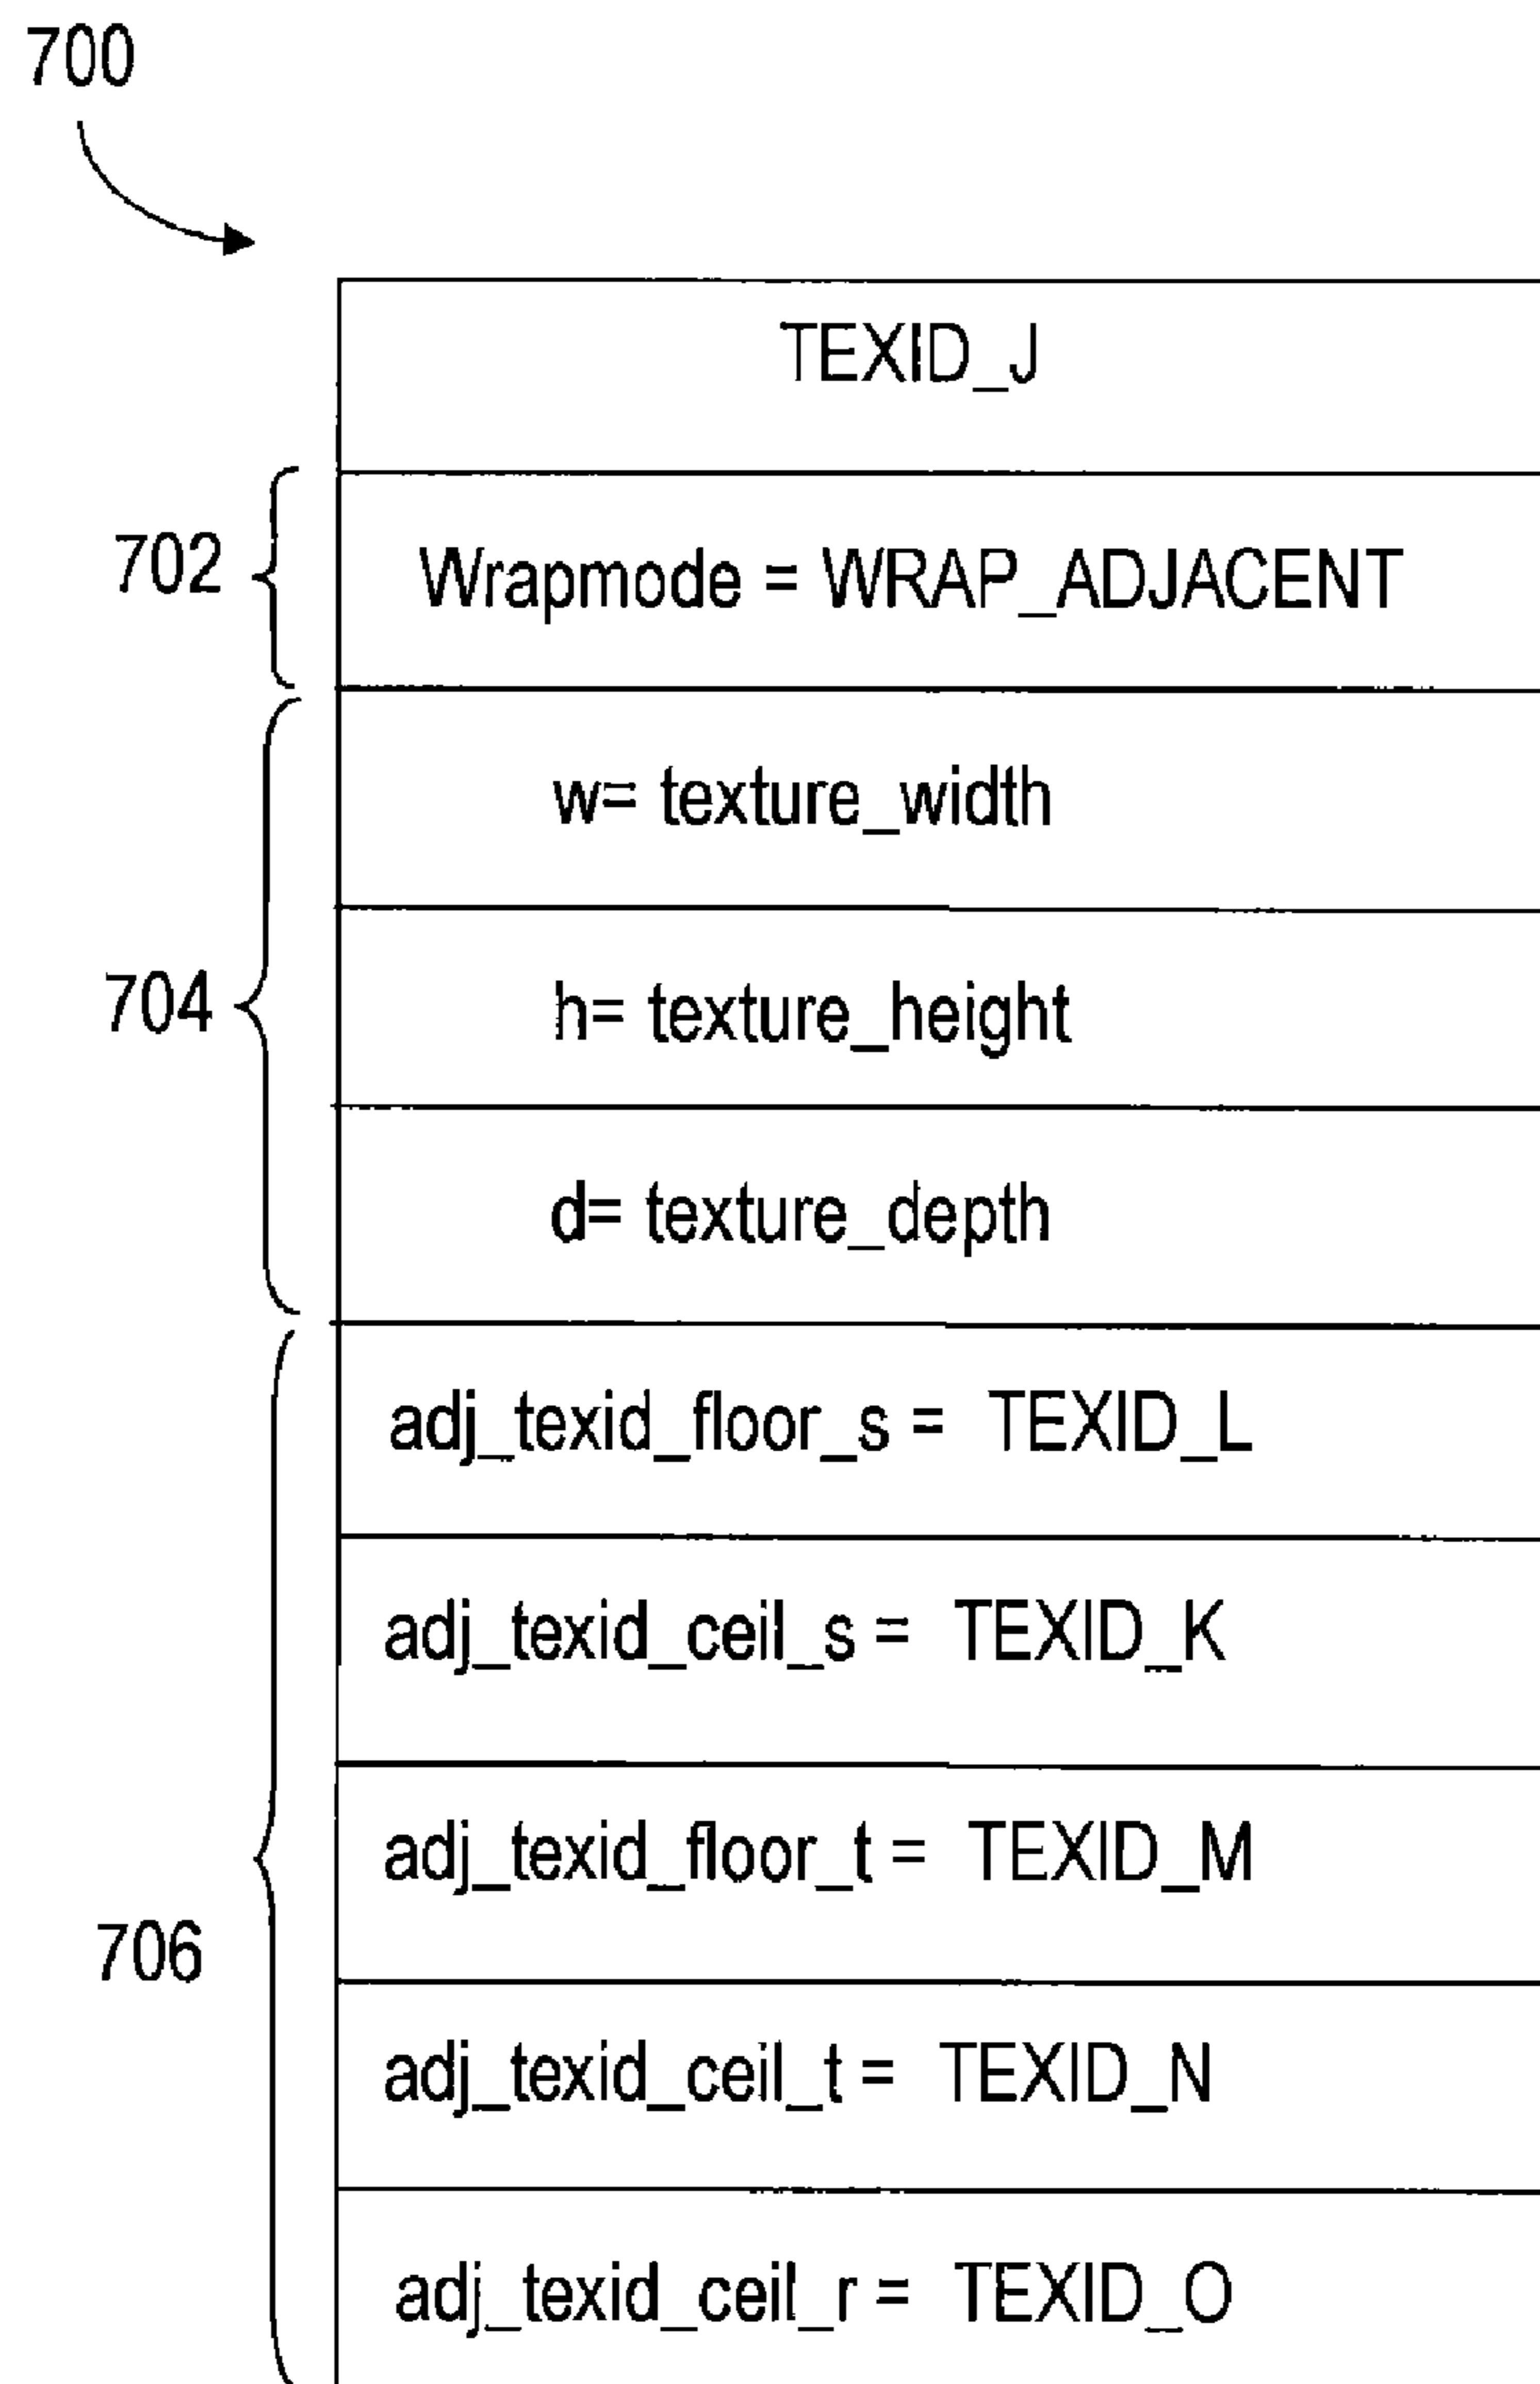 700
TEXID_J
702
Wrapmode = WRAP_ADJACENT
w= texture_width
704
h= texture_height
d= texture_depth
adj_texid_floor_s = TEXID_L
adj_texid_ceil_s = TEXID_K
adj_texid_floor_t = TEXID_M
706
adj_texid_ceil_t = TEXID_N
adj_texid_ceil_r = TEXID_O